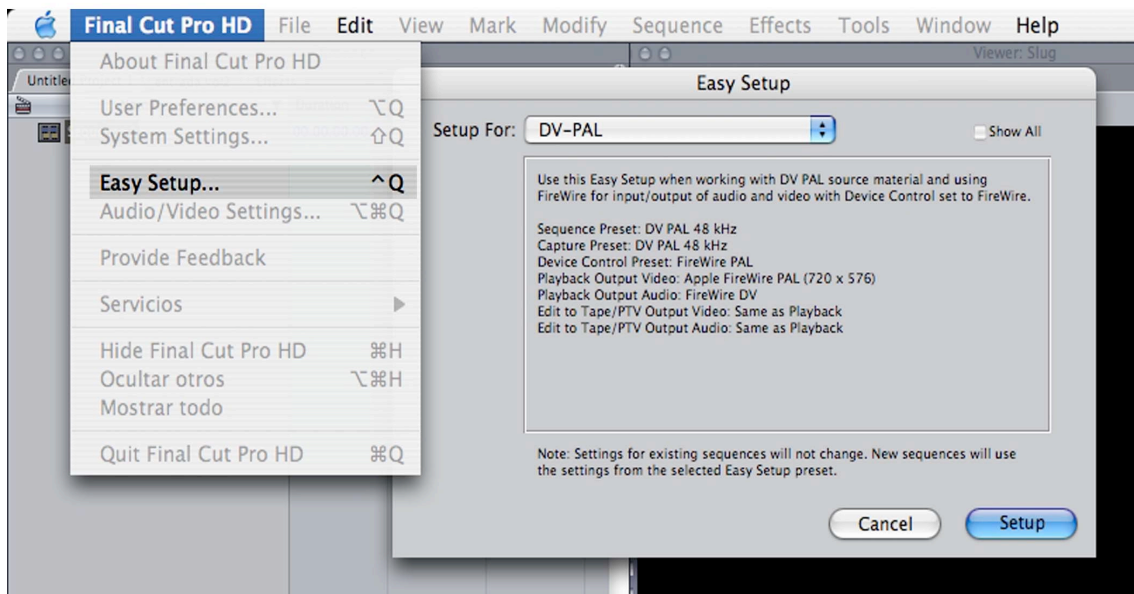 Final Cut Pro HD File Edit View Mark Modify Sequence Effects Tools Window Help
Viewer: Slug
Untitle
About Final Cut Pro HD
User Preferences... ⌥Q
System Settings... ⇧Q
Easy Setup... ^Q
Audio/Video Settings... ⌥⌘Q
Provide Feedback
Servicios
Hide Final Cut Pro HD ⌘H
Ocultar otros ⌥⌘H
Mostrar todo
Quit Final Cut Pro HD ⌘Q
Easy Setup
Setup For: DV-PAL
Show All
Use this Easy Setup when working with DV PAL source material and using
FireWire for input/output of audio and video with Device Control set to FireWire.
Sequence Preset: DV PAL 48 kHz
Capture Preset: DV PAL 48 kHz
Device Control Preset: FireWire PAL
Playback Output Video: Apple FireWire PAL (720 x 576)
Playback Output Audio: FireWire DV
Edit to Tape/PTV Output Video: Same as Playback
Edit to Tape/PTV Output Audio: Same as Playback
Note: Settings for existing sequences will not change. New sequences will use
the settings from the selected Easy Setup preset.
Cancel Setup